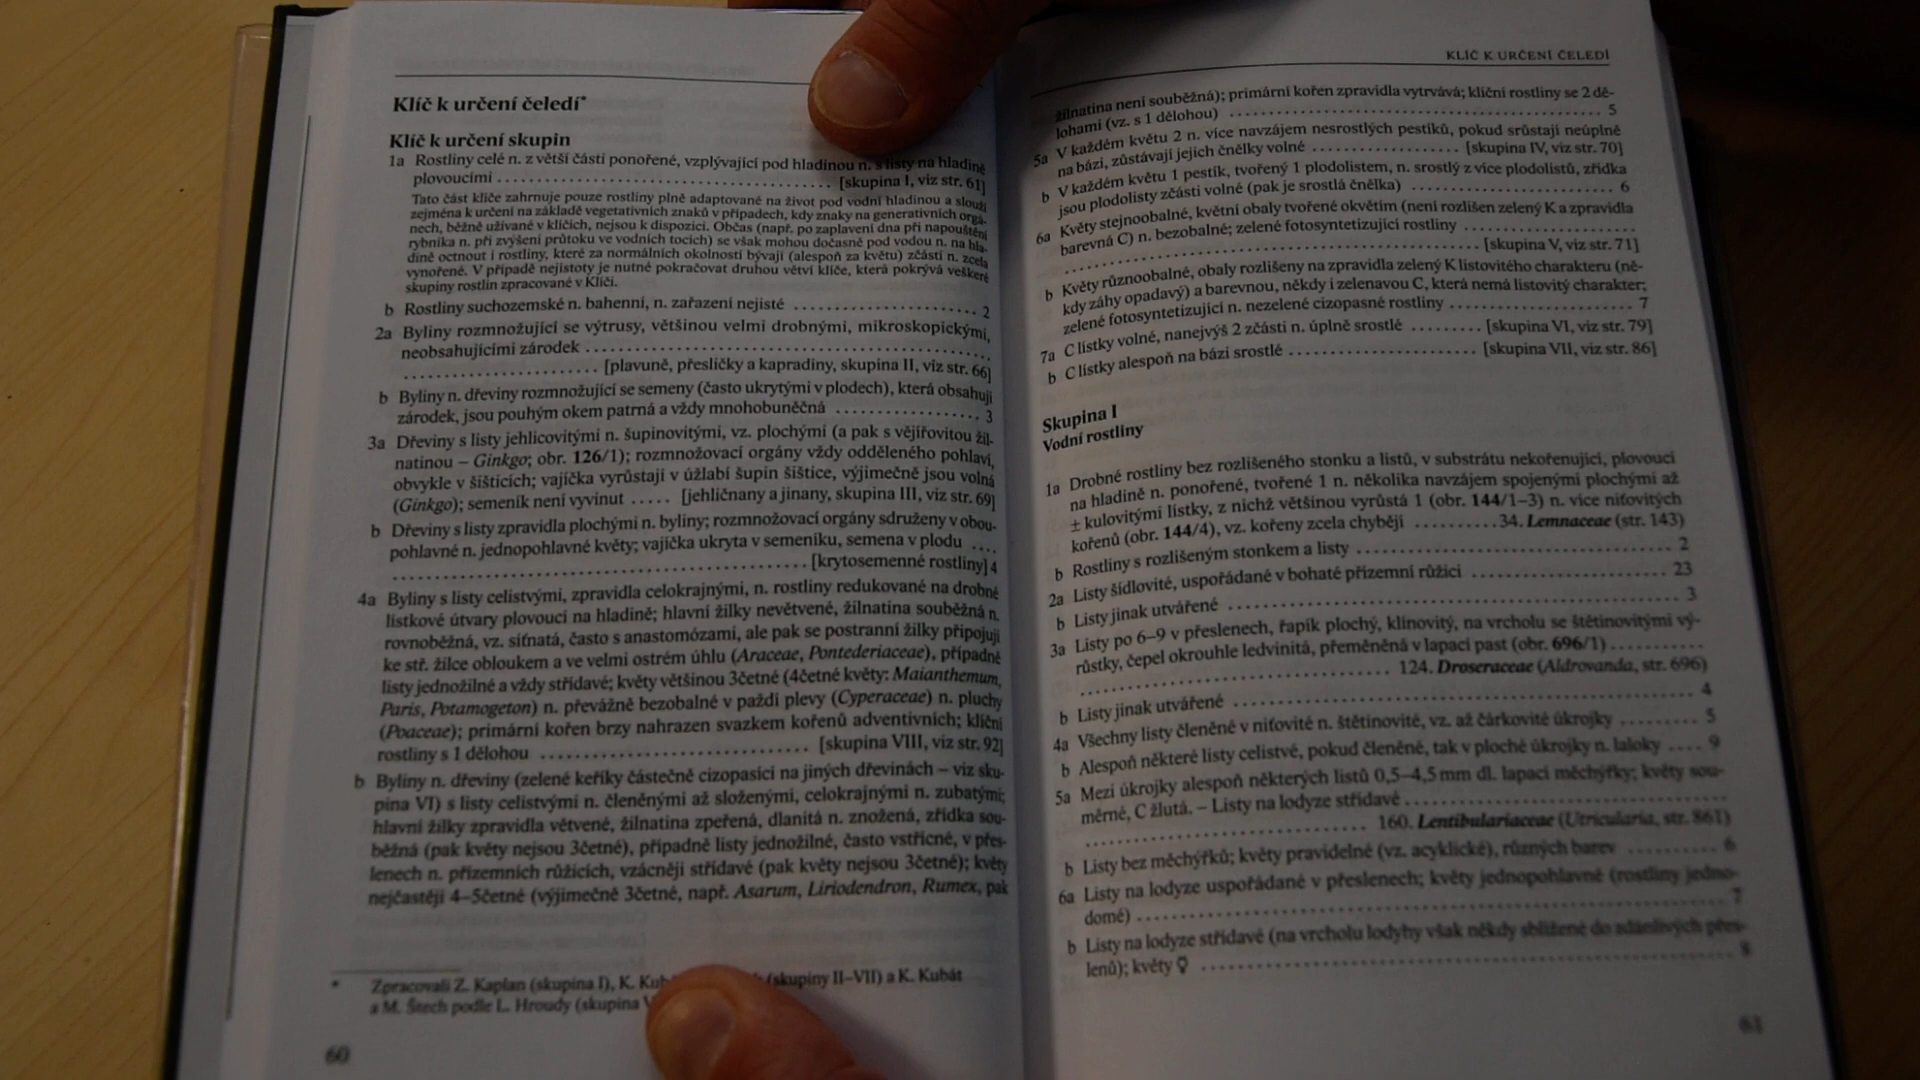 Klíč k určení čeledí*
Klíč k určení skupin
1a Rostliny celé n. z větší části ponořené, vzplývající pod hladinou n. s listy na hladině
plovoucími ........ [skupina I, viz str. 61]
Tato část klíče zahrnuje pouze rostliny plně adaptované na život pod vodní hladinou a slouží
zejména k určení na základě vegetativních znaků v případech, kdy znaky na generativních orgá-
nech, běžně užívané v klíčích, nejsou k dispozici. Občas (např. po zaplavení dna při napouštění
rybníka n. při zvýšení průtoku ve vodních tocích) se však mohou dočasně pod vodou n. na hla-
dině octnout i rostliny, které za normálních okolností bývají (alespoň za květu) zčásti n. zcela
vynořené. V případě nejistoty je nutné pokračovat druhou větví klíče, která pokrývá veškeré
skupiny rostlin zpracované v Klíči.
b Rostliny suchozemské n. bahenní, n. zařazení nejisté ........ 2
2a Byliny rozmnožující se výtrusy, většinou velmi drobnými, mikroskopickými,
neobsahujícími zárodek ........
........ [plavuně, přesličky a kapradiny, skupina II, viz str. 66]
b Byliny n. dřeviny rozmnožující se semeny (často ukrytými v plodech), která obsahují
zárodek, jsou pouhým okem patrná a vždy mnohobuněčná ........ 3
3a Dřeviny s listy jehlicovitými n. šupinovitými, vz. plochými (a pak s vějířovitou žil-
natinou – Ginkgo; obr. 126/1); rozmnožovací orgány vždy odděleného pohlaví,
obvykle v šišticích; vajíčka vyrůstají v úžlabí šupin šištice, výjimečně jsou volná
(Ginkgo); semeník není vyvinut ..... [jehličnany a jinany, skupina III, viz str. 69]
b Dřeviny s listy zpravidla plochými n. byliny; rozmnožovací orgány sdruženy v obou-
pohlavné n. jednopohlavné květy; vajíčka ukryta v semeníku, semena v plodu ....
........ [krytosemenné rostliny] 4
4a Byliny s listy celistvými, zpravidla celokrajnými, n. rostliny redukované na drobné
lístkové útvary plovoucí na hladině; hlavní žilky nevětvené, žilnatina souběžná n.
rovnoběžná, vz. síťnatá, často s anastomózami, ale pak se postranní žilky připojují
ke stř. žilce obloukem a ve velmi ostrém úhlu (Araceae, Pontederiaceae), případně
listy jednožilné a vždy střídavé; květy většinou 3četné (4četné květy: Maianthemum,
Paris, Potamogeton) n. převážně bezobalné v paždí plevy (Cyperaceae) n. pluchy
(Poaceae); primární kořen brzy nahrazen svazkem kořenů adventivních; klíční
rostliny s 1 dělohou ........ [skupina VIII, viz str. 92]
b Byliny n. dřeviny (zelené keříky částečně cizopasící na jiných dřevinách – viz sku-
pina VI) s listy celistvými n. členěnými až složenými, celokrajnými n. zubatými;
hlavní žilky zpravidla větvené, žilnatina zpeřená, dlanitá n. znožená, zřídka sou-
běžná (pak květy nejsou 3četné), případně listy jednožilné, často vstřícné, v přes-
lenech n. přízemních růžicích, vzácněji střídavé (pak květy nejsou 3četné); květy
nejčastěji 4–5četné (výjimečně 3četné, např. Asarum, Liriodendron, Rumex, pak
* Zpracovali Z. Kaplan (skupina I), K. (skupiny II–VII) a K. Kubát
a M. Štech podle L. Hroudy (skupina
60
KLÍČ K URČENÍ ČELEDÍ
žilnatina není souběžná); primární kořen zpravidla vytrvává; klíční rostliny se 2 dě-
lohami (vz. s 1 dělohou) ........ 5
5a V každém květu 2 n. více navzájem nesrostlých pestíků, pokud srůstají neúplně
na bázi, zůstávají jejich čnělky volné ........ [skupina IV, viz str. 70]
b V každém květu 1 pestík, tvořený 1 plodolistem, n. srostlý z více plodolistů, zřídka
jsou plodolisty zčásti volné (pak je srostlá čnělka) ........ 6
6a Květy stejnoobalné, květní obaly tvořené okvětím (není rozlišen zelený K a zpravidla
barevná C) n. bezobalné; zelené fotosyntetizující rostliny ........
........ [skupina V, viz str. 71]
b Květy různoobalné, obaly rozlišeny na zpravidla zelený K listovitého charakteru (ně-
kdy záhy opadavý) a barevnou, někdy i zelenavou C, která nemá listovitý charakter;
zelené fotosyntetizující n. nezelené cizopasné rostliny ........ 7
7a C lístky volné, nanejvýš 2 zčásti n. úplně srostlé ........ [skupina VI, viz str. 79]
b C lístky alespoň na bázi srostlé ........ [skupina VII, viz str. 86]
Skupina I
Vodní rostliny
1a Drobné rostliny bez rozlišeného stonku a listů, v substrátu nekořenující, plovoucí
na hladině n. ponořené, tvořené 1 n. několika navzájem spojenými plochými až
± kulovitými lístky, z nichž většinou vyrůstá 1 (obr. 144/1–3) n. více niťovitých
kořenů (obr. 144/4), vz. kořeny zcela chybějí ........ 34. Lemnaceae (str. 143)
b Rostliny s rozlišeným stonkem a listy ........ 2
2a Listy šídlovité, uspořádané v bohaté přízemní růžici ........ 23
b Listy jinak utvářené ........ 3
3a Listy po 6–9 v přeslenech, řapík plochý, klínovitý, na vrcholu se štětinovitými vý-
růstky, čepel okrouhle ledvinitá, přeměněná v lapací past (obr. 696/1) ........
........ 124. Droseraceae (Aldrovanda, str. 696)
b Listy jinak utvářené ........ 4
4a Všechny listy členěné v niťovité n. štětinovité, vz. až čárkovité úkrojky ........ 5
b Alespoň některé listy celistvé, pokud členěné, tak v ploché úkrojky n. laloky .... 9
5a Mezi úkrojky alespoň některých listů 0,5–4,5 mm dl. lapací měchýřky; květy sou-
měrné, C žlutá. – Listy na lodyze střídavé ........
........ 160. Lentibulariaceae (Utricularia, str. 861)
b Listy bez měchýřků; květy pravidelné (vz. acyklické), různých barev ........ 6
6a Listy na lodyze uspořádané v přeslenech; květy jednopohlavné (rostliny jedno-
domé) ........ 7
b Listy na lodyze střídavé (na vrcholu lodyhy však někdy sblížené do zdánlivých přes-
lenů); květy ⚥ ........ 8
61